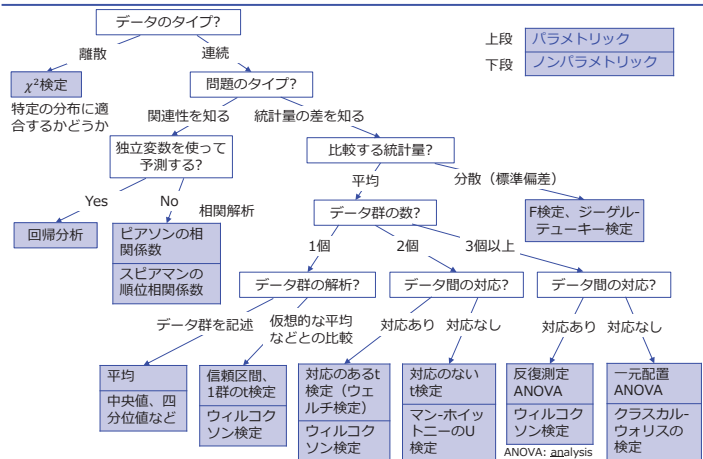 データのタイプ?
離散
連続
上段
パラメトリック
下段
ノンパラメトリック
χ²検定
問題のタイプ?
特定の分布に適
合するかどうか
関連性を知る
統計量の差を知る
独立変数を使って
予測する?
比較する統計量?
平均
分散（標準偏差）
Yes
No
相関解析
データ群の数?
F検定、ジーゲル-
テューキー検定
回帰分析
ピアソンの相
関係数
スピアマンの
順位相関係数
1個
2個
3個以上
データ群の解析?
データ間の対応?
データ間の対応?
データ群を記述
仮想的な平均
などとの比較
対応あり
対応なし
対応あり
対応なし
平均
中央値、四
分位値など
信頼区間、
1群のt検定
ウィルコク
ソン検定
対応のあるt
検定（ウェ
ルチ検定）
ウィルコク
ソン検定
対応のない
t検定
マン-ホイッ
トニーのU
検定
反復測定
ANOVA
ウィルコク
ソン検定
一元配置
ANOVA
クラスカル-
ウォリスの
検定
ANOVA: analysis